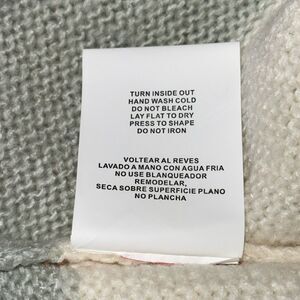 TURN INSIDE OUT
HAND WASH COLD
DO NOT BLEACH
LAY FLAT TO DRY
PRESS TO SHAPE
DO NOT IRON
VOLTEAR AL REVES
LAVADO A MANO CON AGUA FRIA
NO USE BLANQUEADOR
REMODELAR,
SECA SOBRE SUPERFICIE PLANO
NO PLANCHA